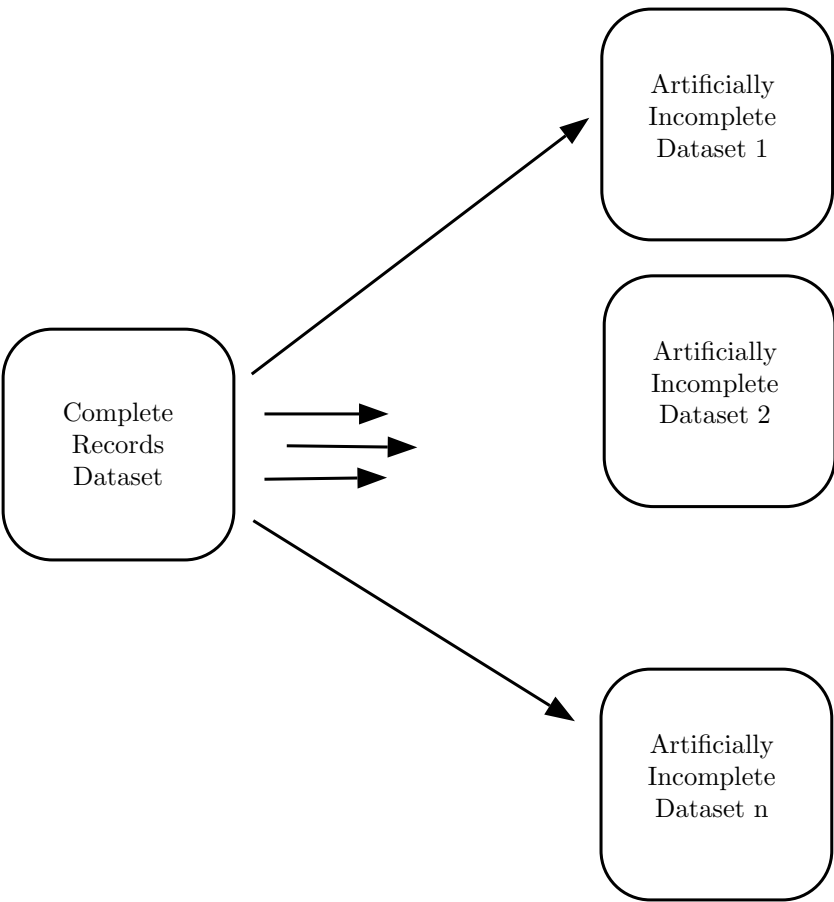 Artificially
Incomplete
Dataset 1
Artificially
Incomplete
Dataset 2
Complete
Records
Dataset
Artificially
Incomplete
Dataset n